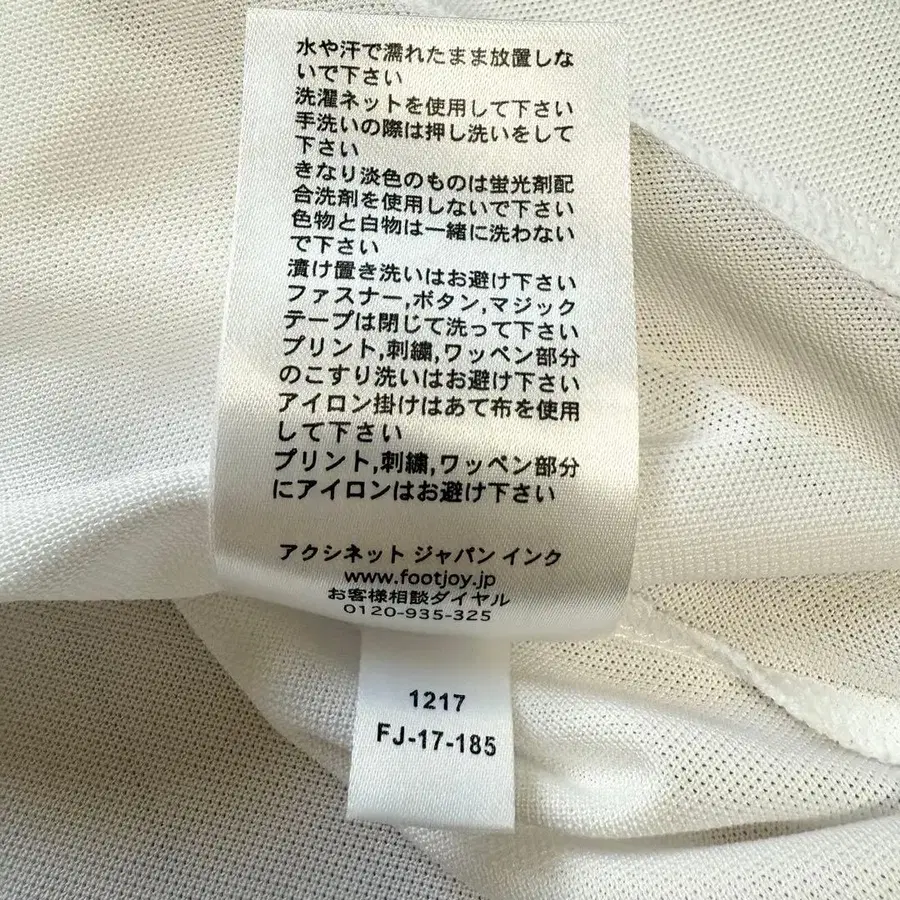 水や汗で濡れたまま放置しな
いで下さい
洗濯ネットを使用して下さい
手洗いの際は押し洗いをして
下さい
きなり淡色のものは蛍光剤配
合洗剤を使用しないで下さい
色物と白物は一緒に洗わない
で下さい
漬け置き洗いはお避け下さい
ファスナー,ボタン,マジック
テープは閉じて洗って下さい
プリント,刺繍,ワッペン部分
のこすり洗いはお避け下さい
アイロン掛けはあて布を使用
して下さい
プリント,刺繍,ワッペン部分
にアイロンはお避け下さい
アクシネット ジャパン インク
www.footjoy.jp
お客様相談ダイヤル
0120-935-325
1217
FJ-17-185